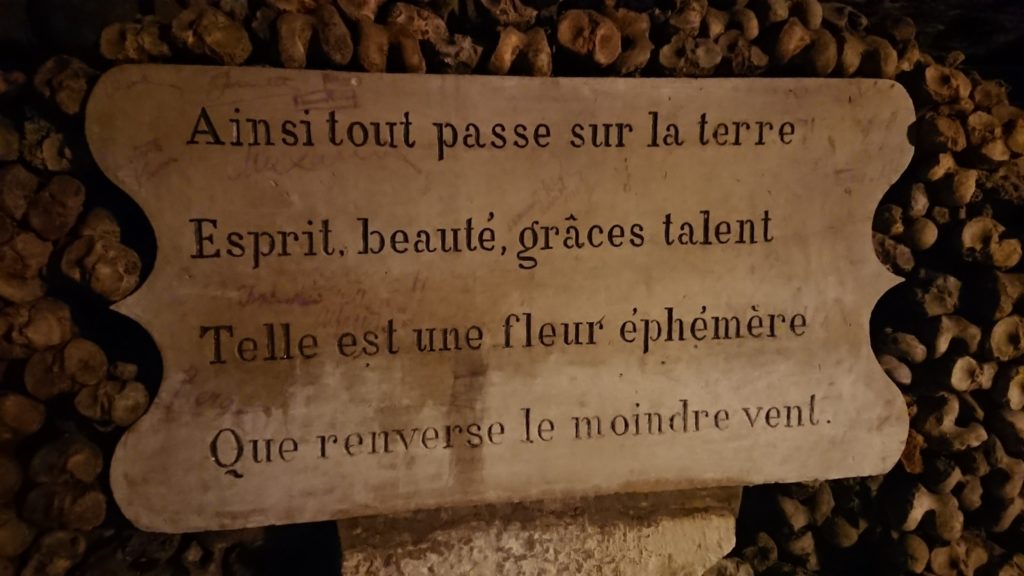 Ainsi tout passe sur la terre
Esprit, beauté, grâces talent
Telle est une fleur éphémère
Que renverse le moindre vent.